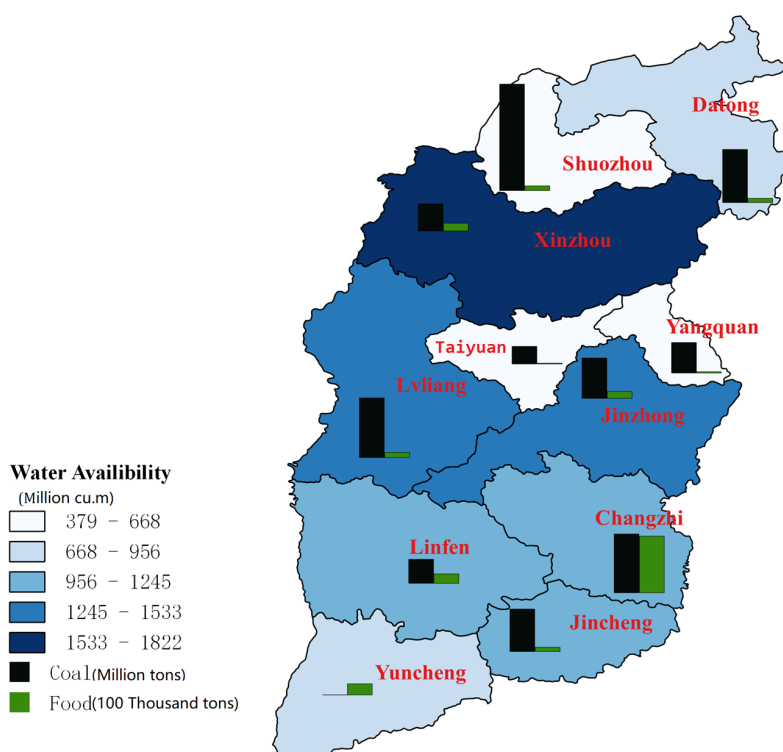 Datong
Shuozhou
Xinzhou
Yangquan
Taiyuan
Lvliang
Jinzhong
Water Availibility
(Million cu.m)
379 - 668
668 - 956
956 - 1245
1245 - 1533
1533 - 1822
Coal(Million tons)
Food(100 Thousand tons)
Changzhi
Linfen
Jincheng
Yuncheng